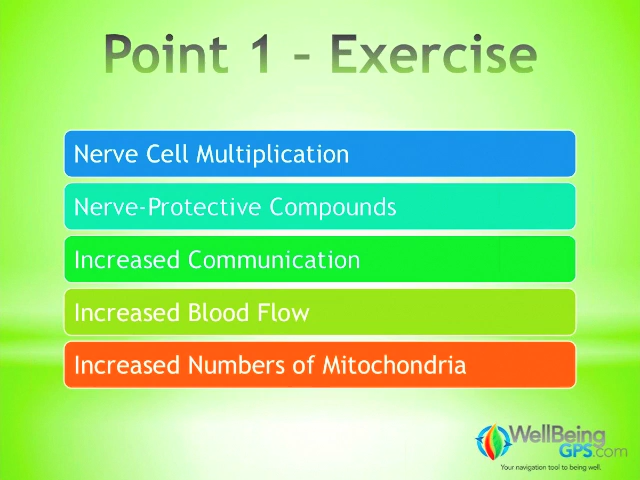 Point 1 – Exercise
Nerve Cell Multiplication
Nerve-Protective Compounds
Increased Communication
Increased Blood Flow
Increased Numbers of Mitochondria
WellBeing
GPS.com
Your navigation tool to being well.